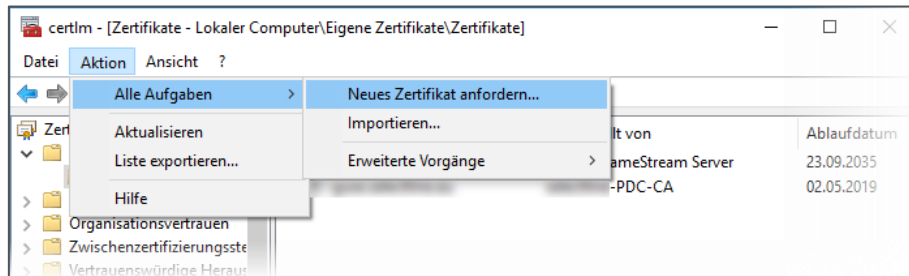 certlm - [Zertifikate - Lokaler Computer\Eigene Zertifikate\Zertifikate]
Datei Aktion Ansicht ?
Alle Aufgaben
Neues Zertifikat anfordern...
Importieren...
Erweiterte Vorgänge
Aktualisieren
Liste exportieren...
Hilfe
Zert
lt von Ablaufdatum
ameStream Server 23.09.2035
-PDC-CA 02.05.2019
Organisationsvertrauen
Zwischenzertifizierungsste
Vertrauenswürdige Heraus